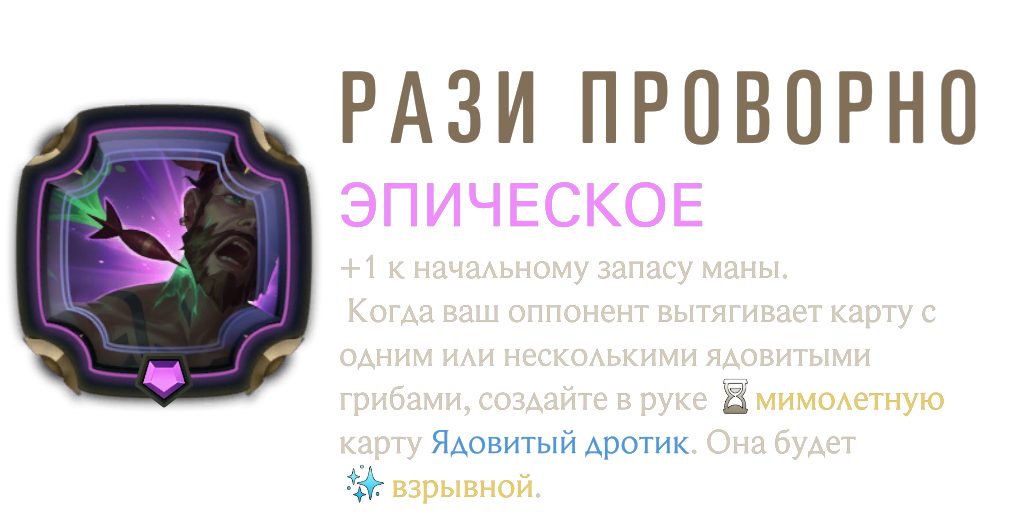 РАЗИ ПРОВОРНО
ЭПИЧЕСКОЕ
+1 к начальному запасу маны.
Когда ваш оппонент вытягивает карту с
одним или несколькими ядовитыми
грибами, создайте в руке мимолетную
карту Ядовитый дротик. Она будет
взрывной.